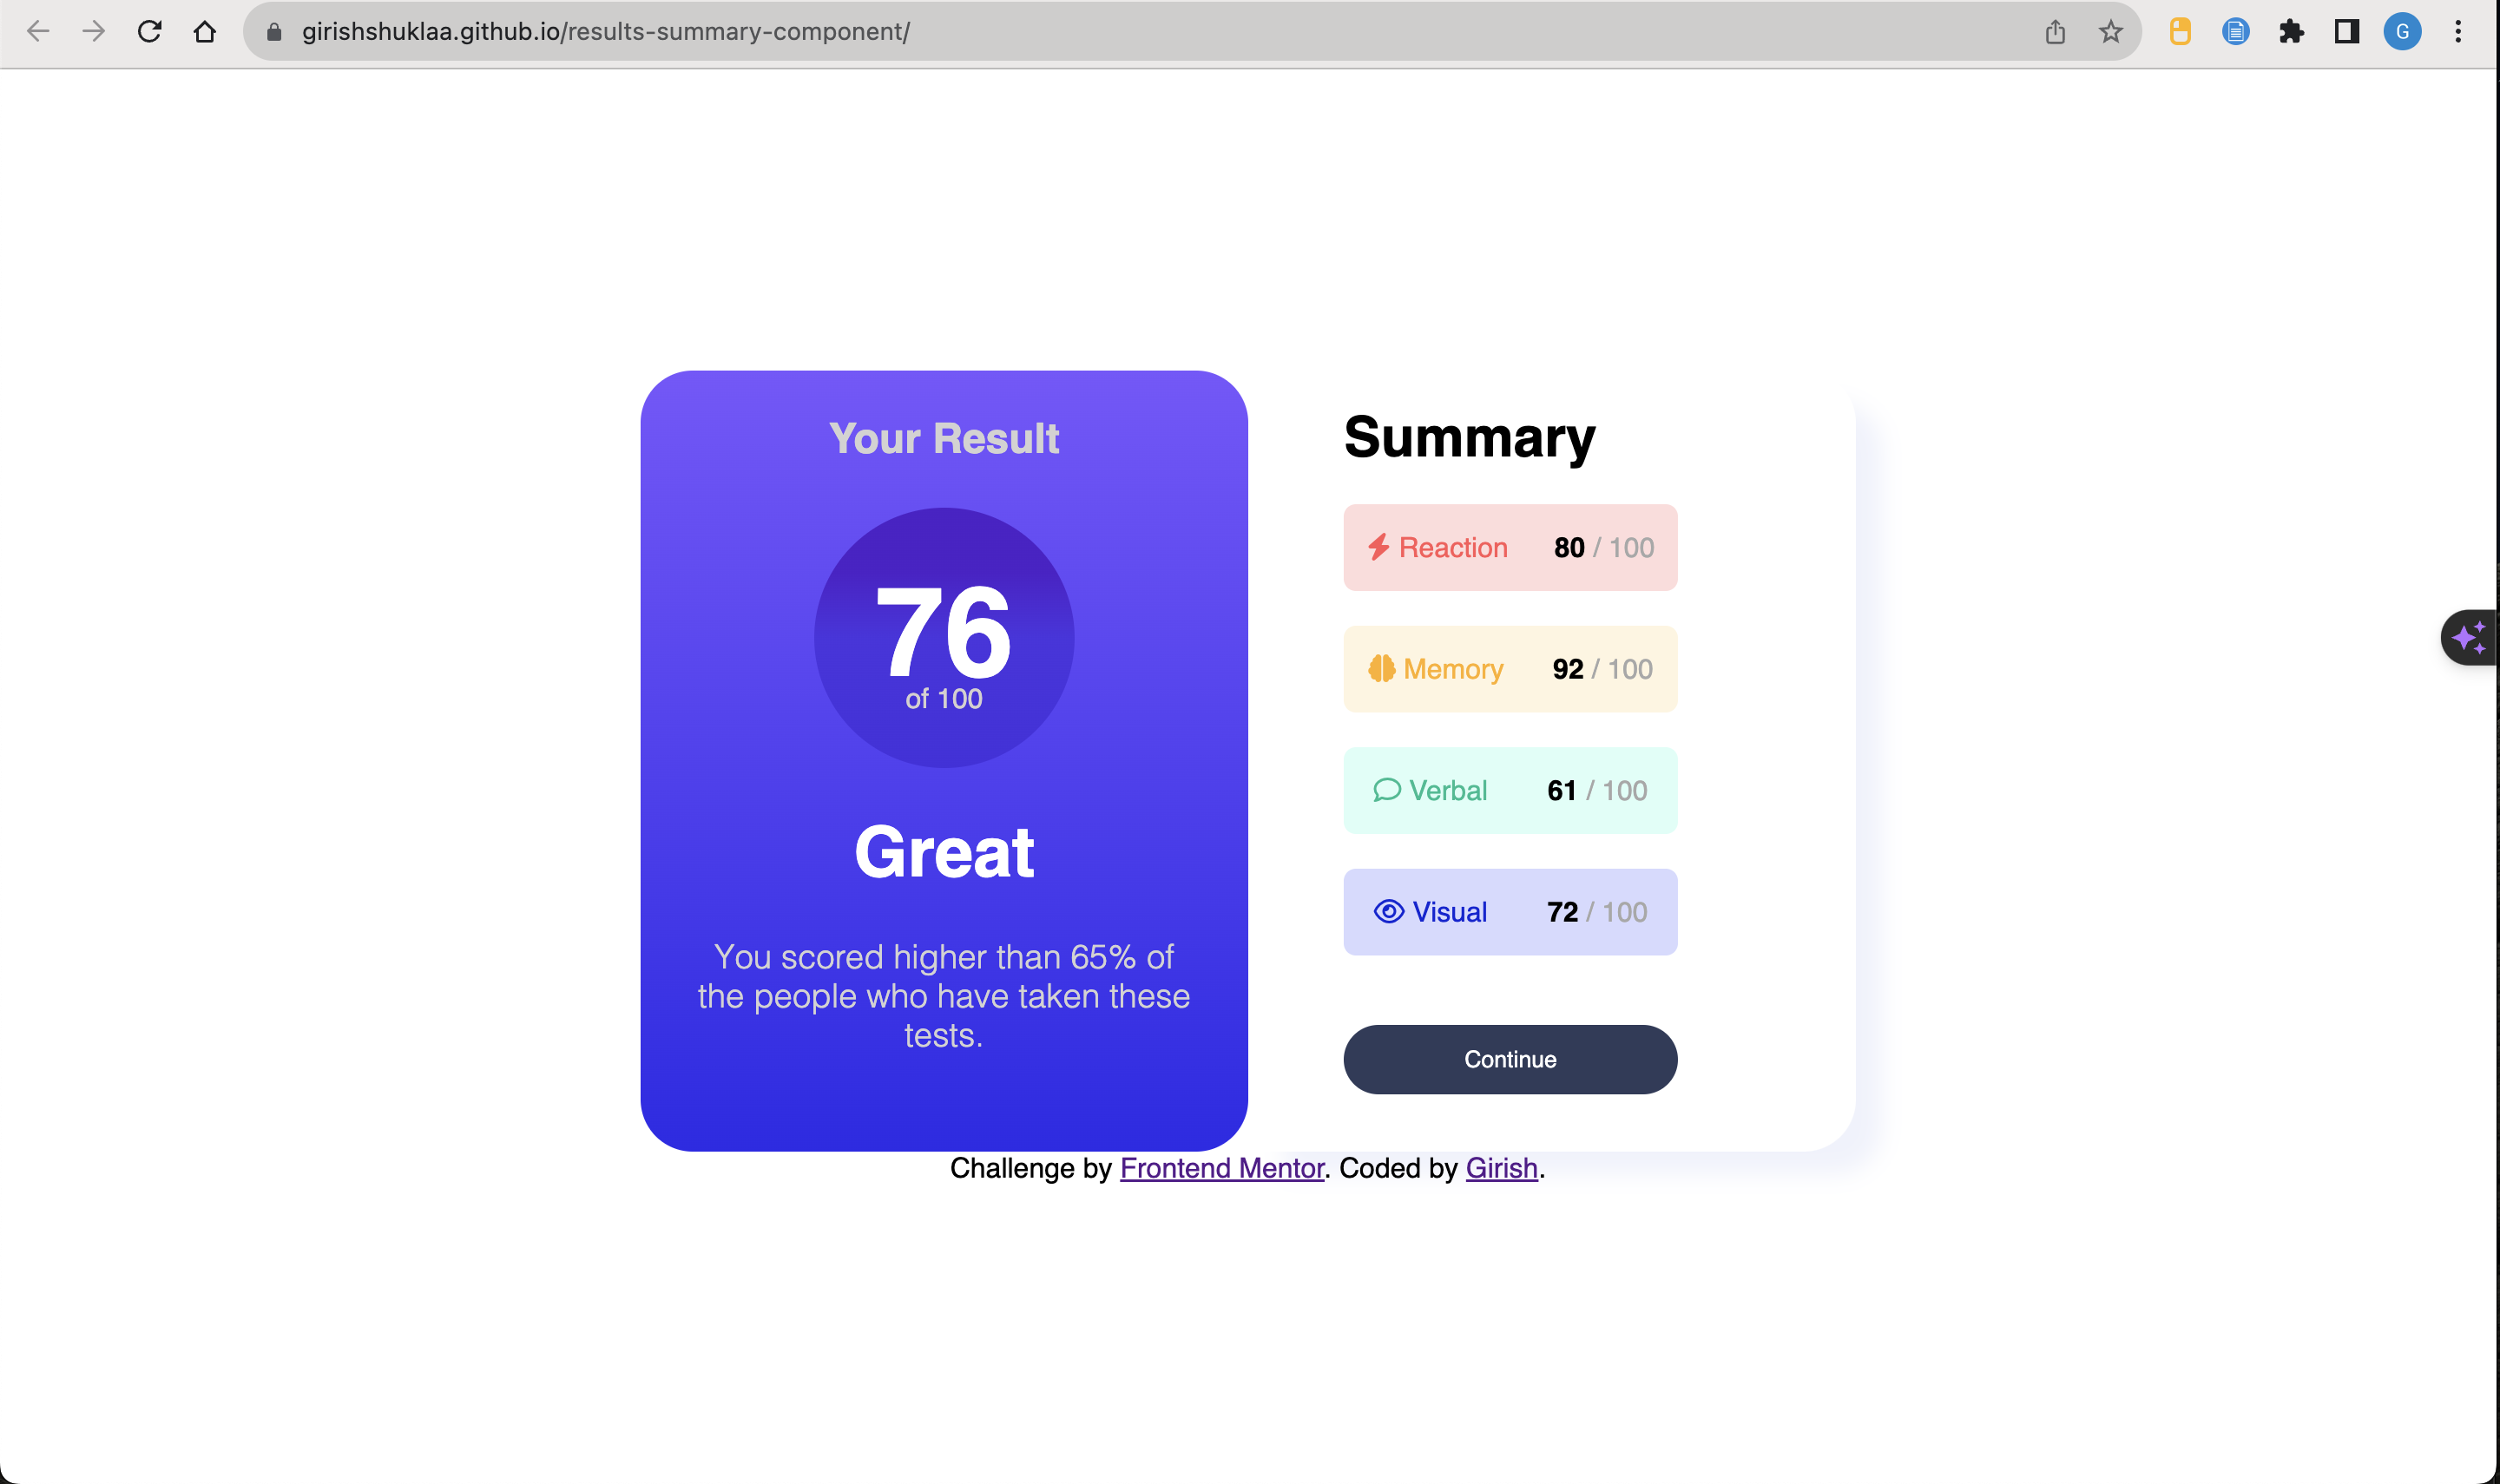 girishshuklaa.github.io/results-summary-component/
G
Your Result
76
of 100
Great
You scored higher than 65% of
the people who have taken these
tests.
Summary
Reaction 80 / 100
Memory 92 / 100
Verbal 61 / 100
Visual 72 / 100
Continue
Challenge by Frontend Mentor. Coded by Girish.